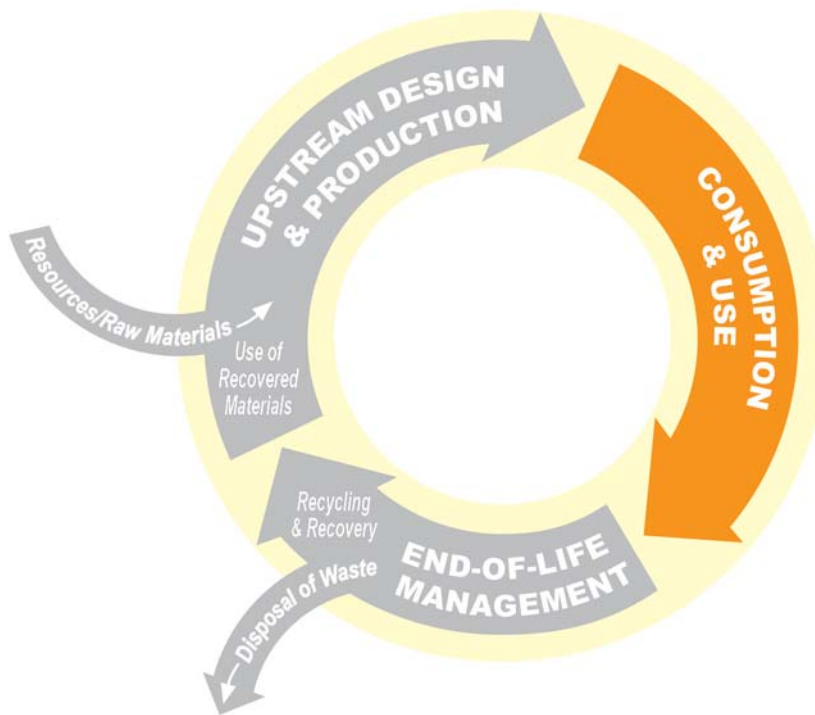 UPSTREAM DESIGN
& PRODUCTION
CONSUMPTION
& USE
Resources/Raw Materials
Use of
Recovered
Materials
Recycling
& Recovery
END-OF-LIFE
MANAGEMENT
Disposal of Waste